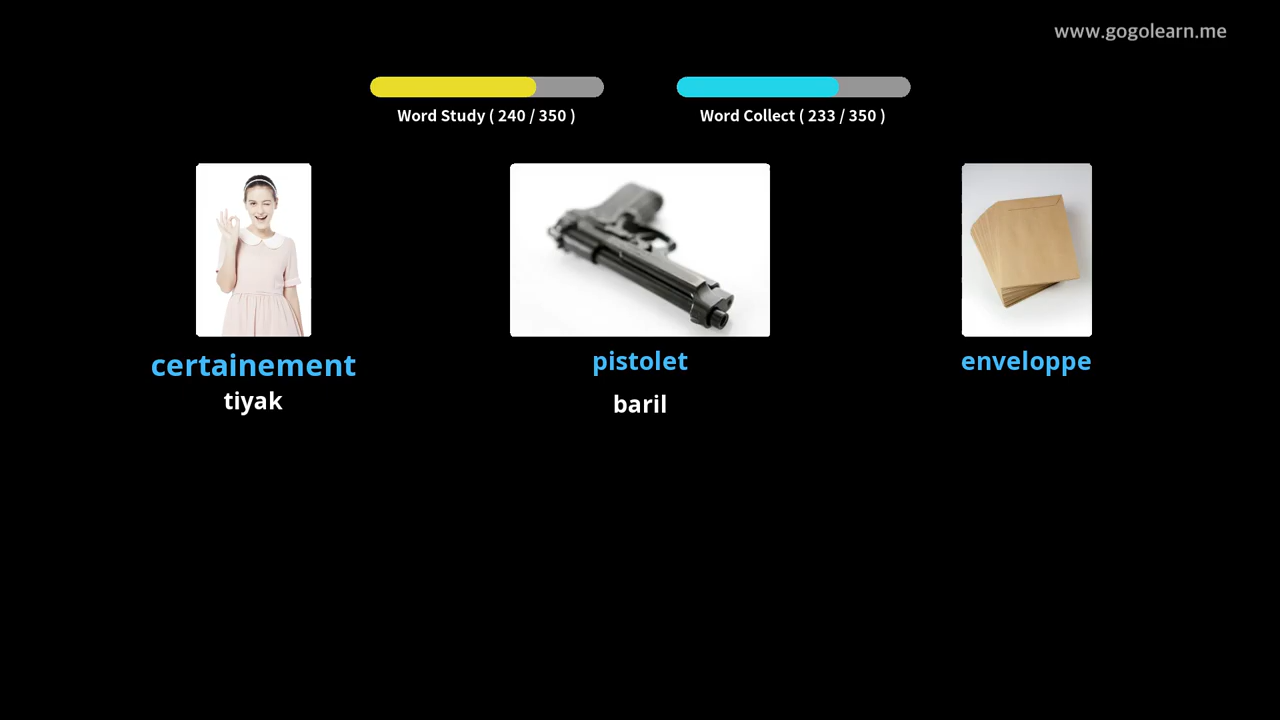 www.gogolearn.me
Word Study ( 240 / 350 )
Word Collect ( 233 / 350 )
certainement
tiyak
pistolet
baril
enveloppe